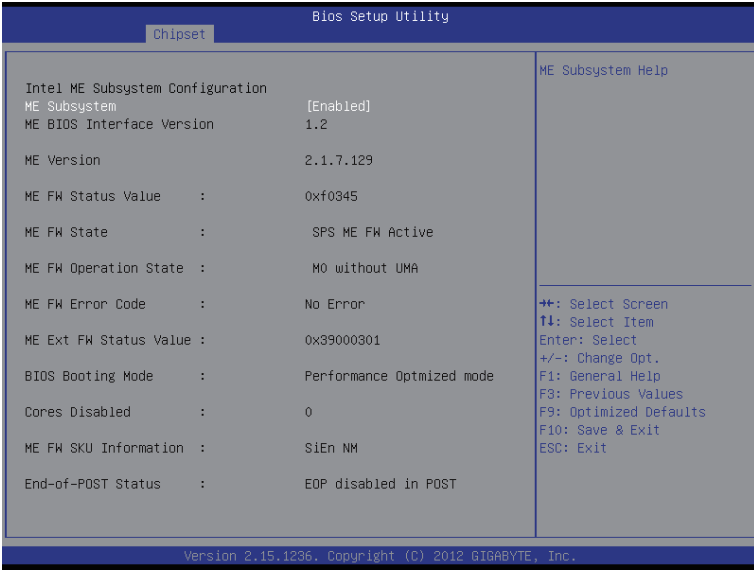 Bios Setup Utility
Chipset
Intel ME Subsystem Configuration
ME Subsystem [Enabled]
ME BIOS Interface Version 1.2
ME Version 2.1.7.129
ME FW Status Value : 0xf0345
ME FW State : SPS ME FW Active
ME FW Operation State : M0 without UMA
ME FW Error Code : No Error
ME Ext FW Status Value : 0x39000301
BIOS Booting Mode : Performance Optmized mode
Cores Disabled : 0
ME FW SKU Information : SiEn NM
End-of-POST Status : EOP disabled in POST
ME Subsystem Help
→←: Select Screen
↑↓: Select Item
Enter: Select
+/-: Change Opt.
F1: General Help
F3: Previous Values
F9: Optimized Defaults
F10: Save & Exit
ESC: Exit
Version 2.15.1236. Copyright (C) 2012 GIGABYTE, Inc.